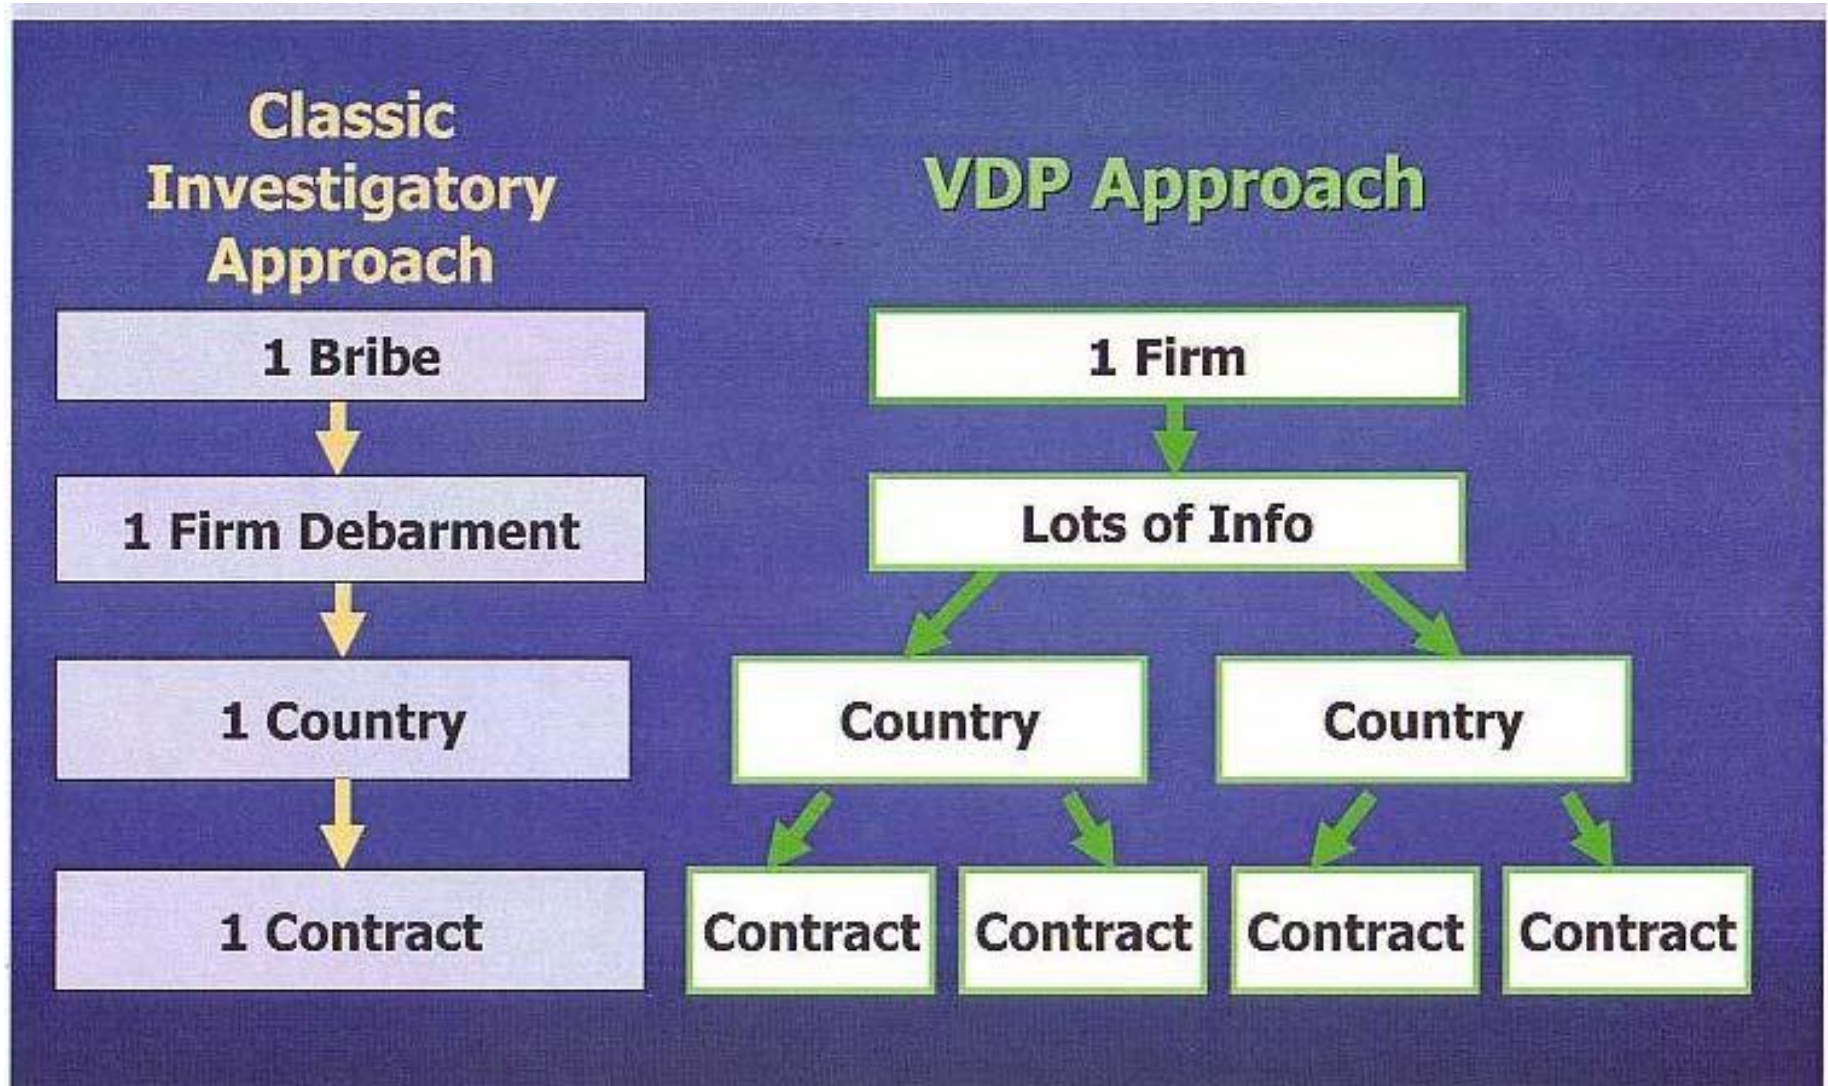 Classic
Investigatory
Approach
1 Bribe
1 Firm Debarment
1 Country
1 Contract
VDP Approach
1 Firm
Lots of Info
Country Country
Contract Contract Contract Contract